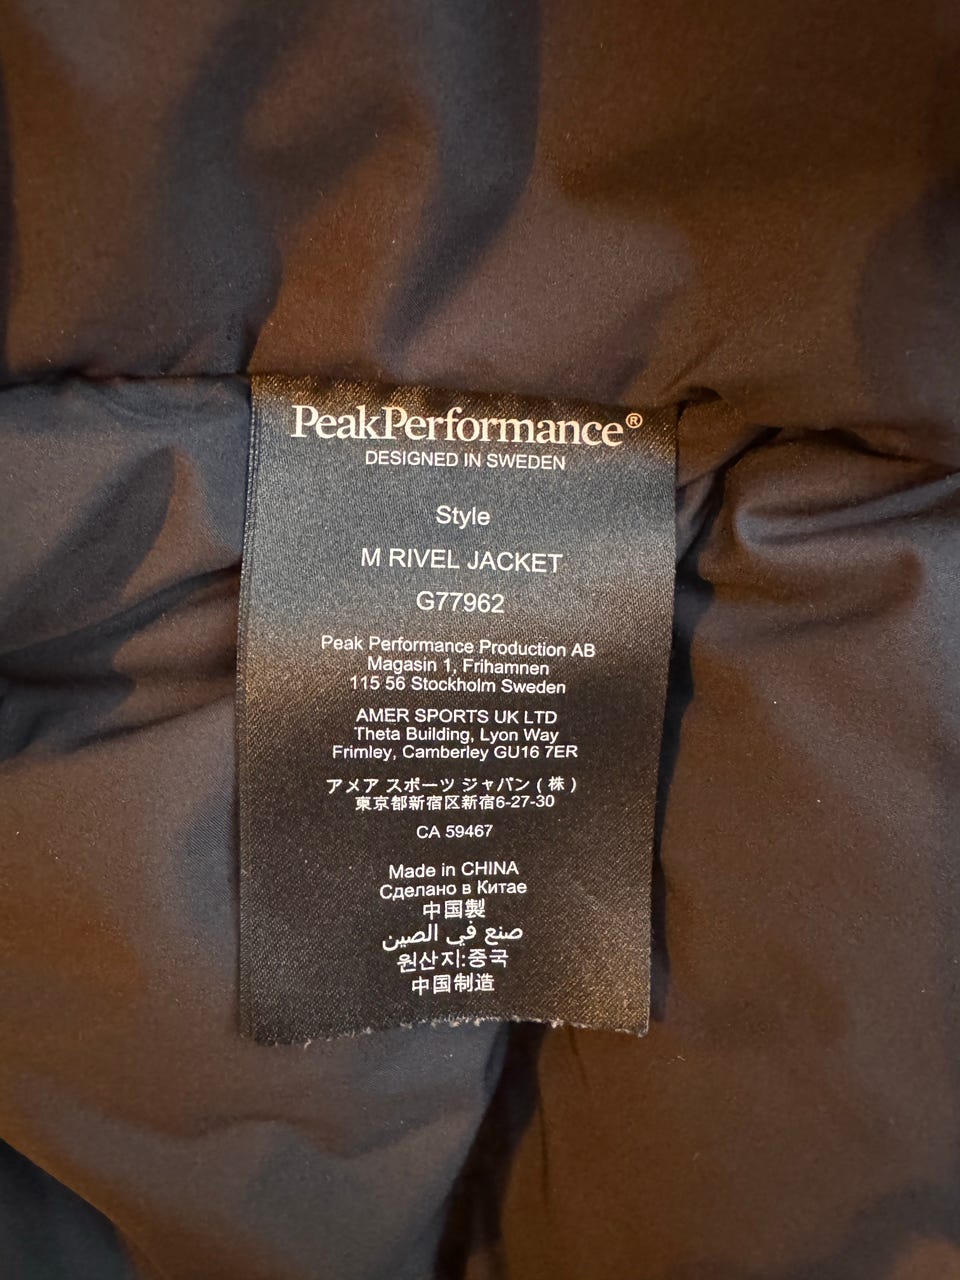 PeakPerformance®
DESIGNED IN SWEDEN
Style
M RIVEL JACKET
G77962
Peak Performance Production AB
Magasin 1, Frihamnen
115 56 Stockholm Sweden
AMER SPORTS UK LTD
Theta Building, Lyon Way
Frimley, Camberley GU16 7ER
アメア スポーツ ジャパン ( 株 )
東京都新宿区新宿6-27-30
CA 59467
Made in CHINA
Сделано в Китае
中国製
صنع في الصين
원산지:중국
中国制造